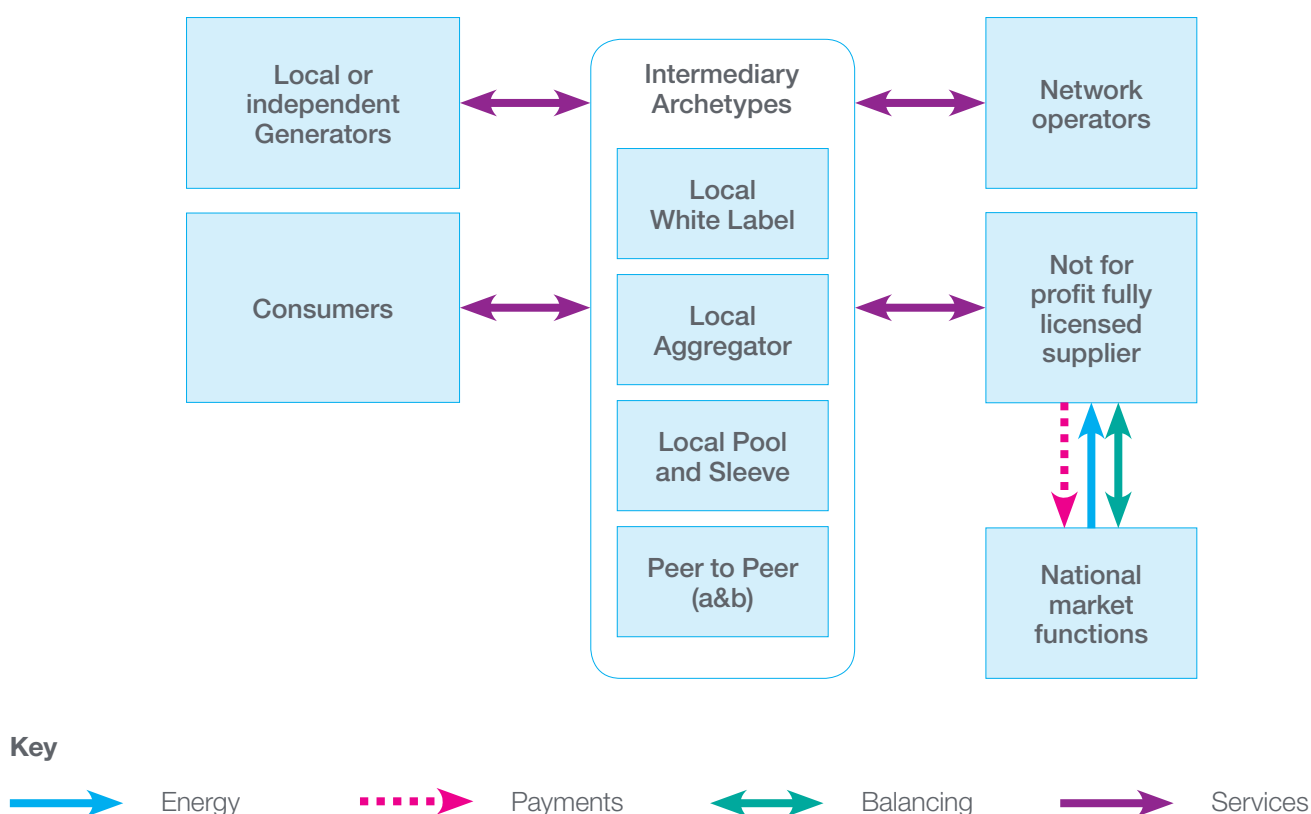 Local or
independent
Generators
Consumers
Intermediary
Archetypes
Local
White Label
Local
Aggregator
Local Pool
and Sleeve
Peer to Peer
(a&b)
Network
operators
Not for
profit fully
licensed
supplier
National
market
functions
Key
Energy
Payments
Balancing
Services